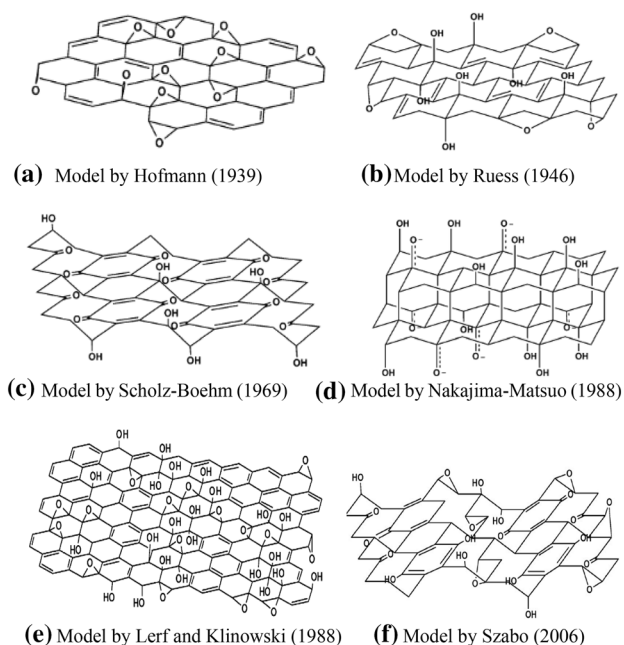 (a) Model by Hofmann (1939)
(b) Model by Ruess (1946)
(c) Model by Scholz-Boehm (1969)
(d) Model by Nakajima-Matsuo (1988)
(e) Model by Lerf and Klinowski (1988)
(f) Model by Szabo (2006)